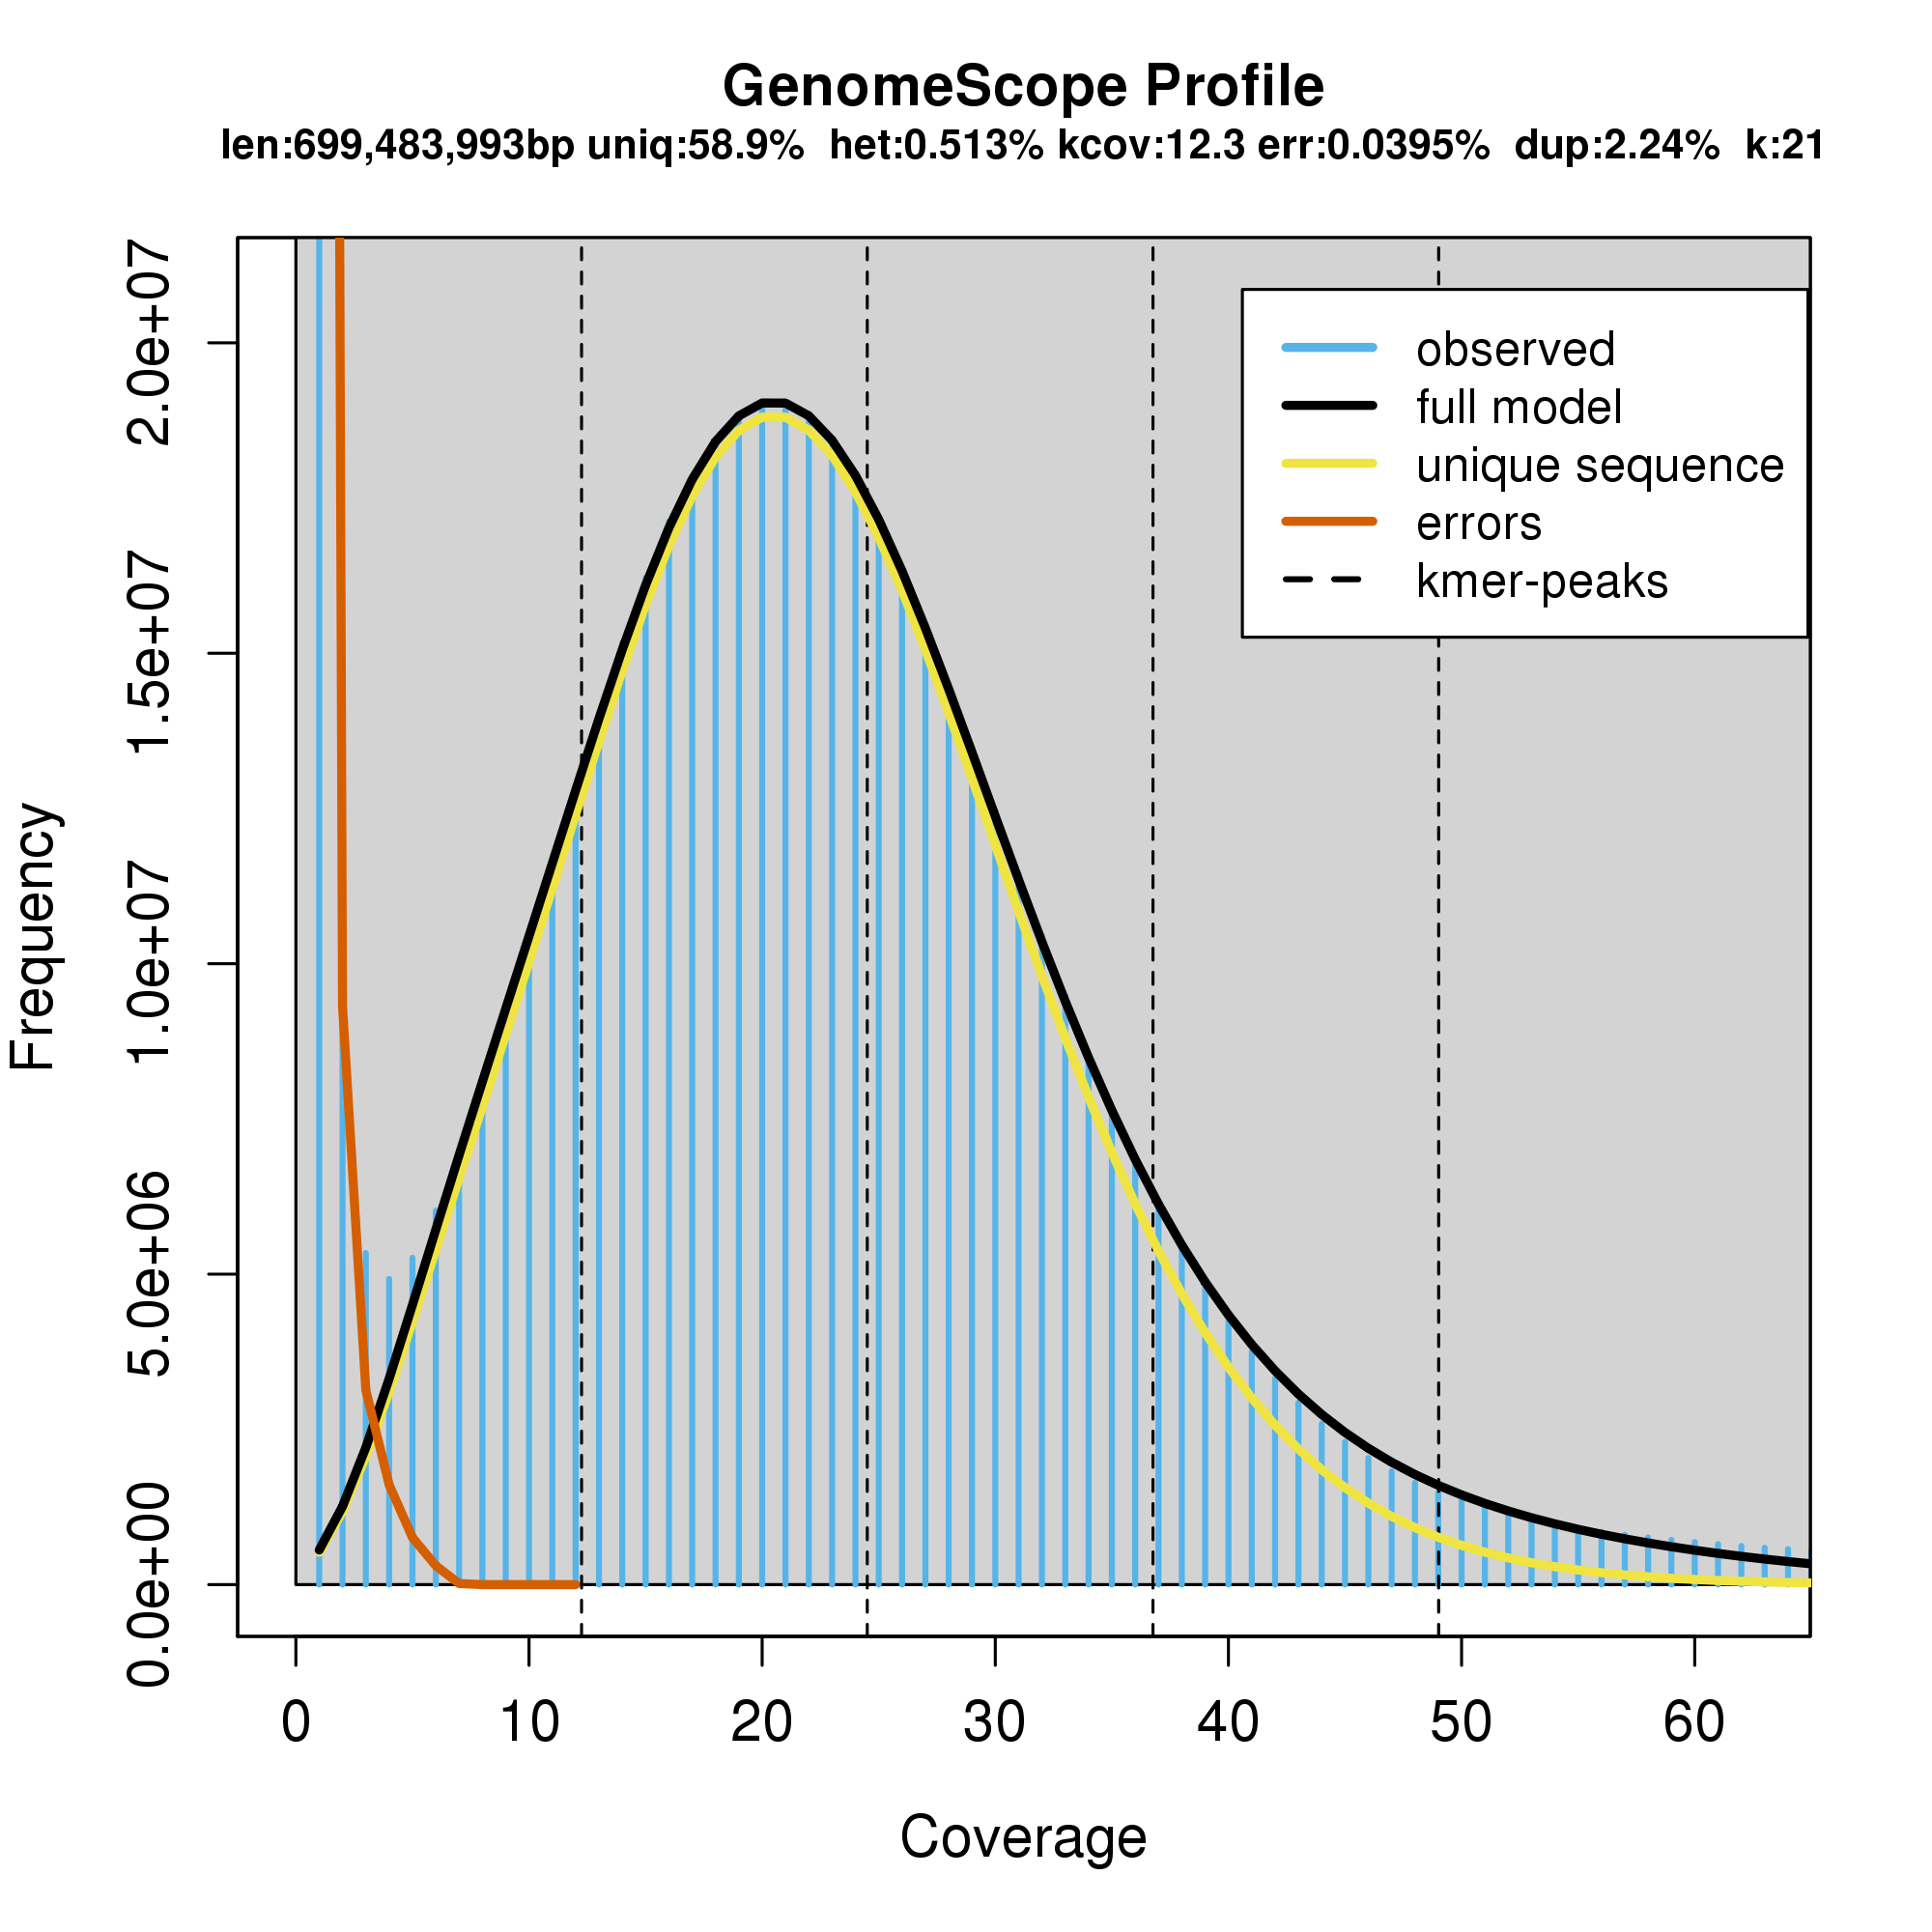 GenomeScope Profile
len:699,483,993bp uniq:58.9% het:0.513% kcov:12.3 err:0.0395% dup:2.24% k:21
observed
full model
unique sequence
errors
kmer-peaks
Frequency
2.0e+07
1.5e+07
1.0e+07
5.0e+06
0.0e+00
0 10 20 30 40 50 60
Coverage